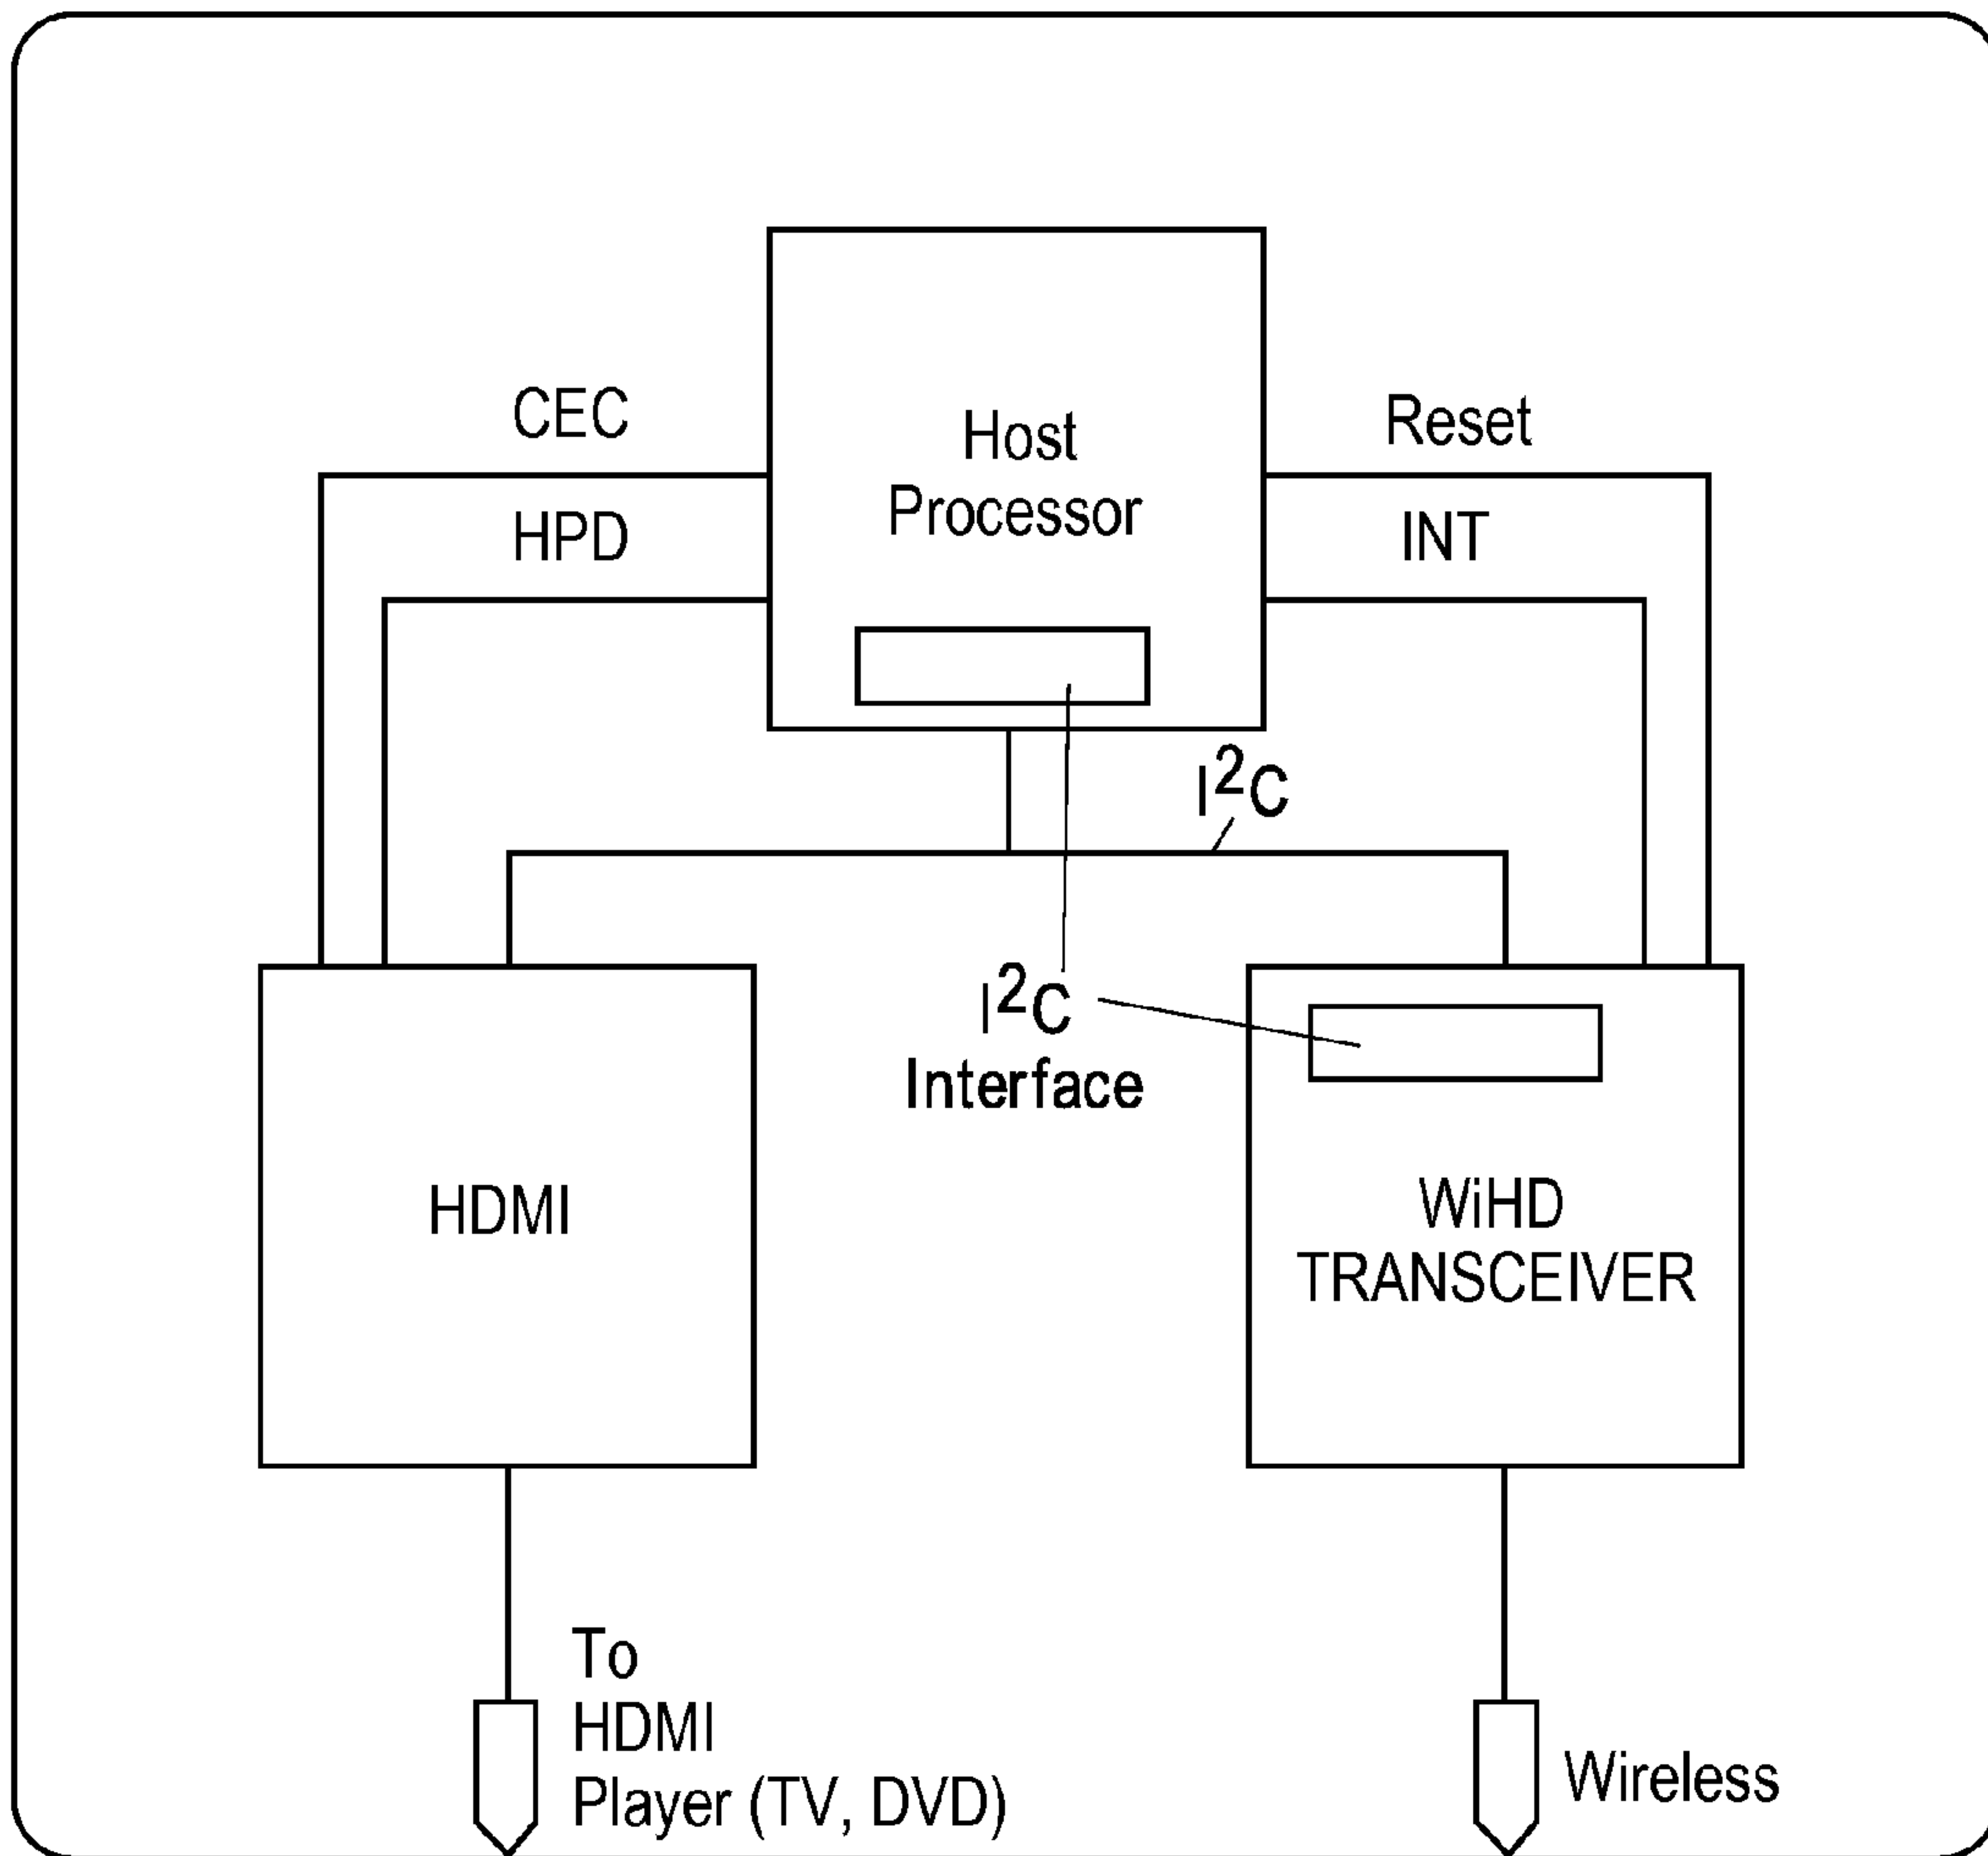 CEC
Host
Processor
Reset
HPD
INT
I²C
I²C
Interface
HDMI
WiHD
TRANSCEIVER
To
HDMI
Player (TV, DVD)
Wireless